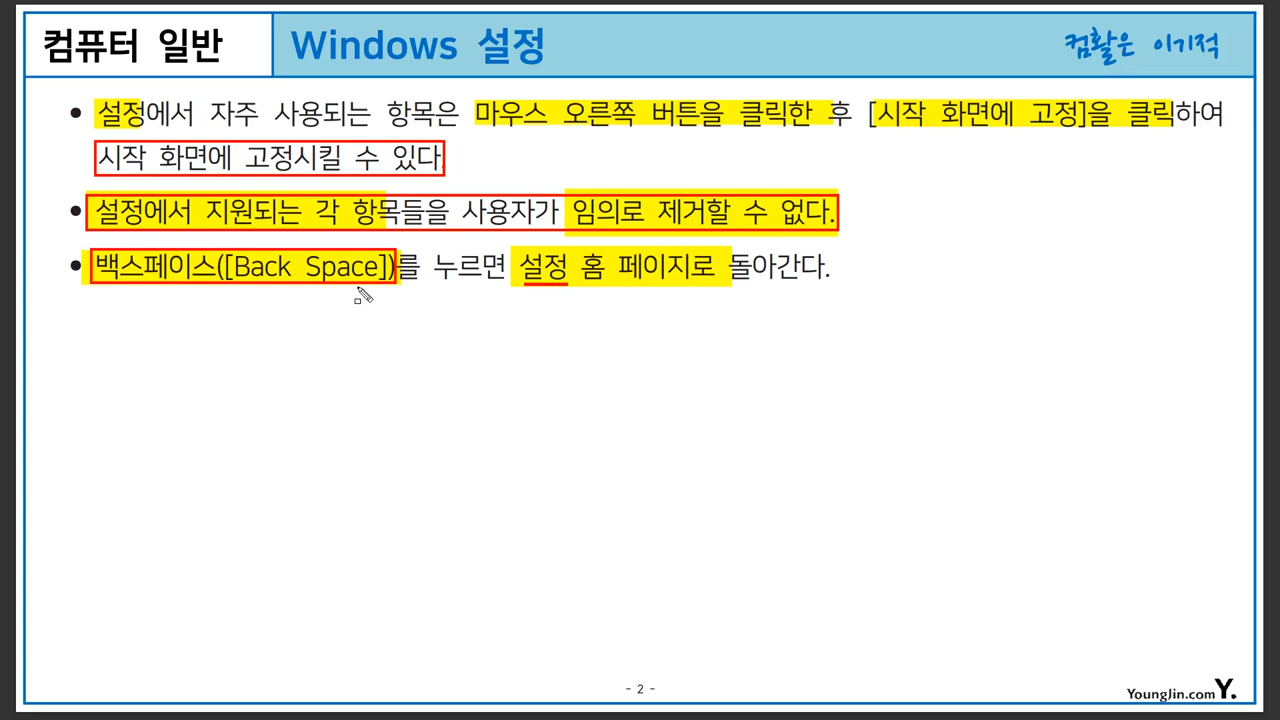 컴퓨터 일반
Windows 설정
컴활은 이기적
• 설정에서 자주 사용되는 항목은 마우스 오른쪽 버튼을 클릭한 후 [시작 화면에 고정]을 클릭하여
시작 화면에 고정시킬 수 있다.
• 설정에서 지원되는 각 항목들을 사용자가 임의로 제거할 수 없다.
• 백스페이스([Back Space])를 누르면 설정 홈 페이지로 돌아간다.
- 2 -
YoungJin.com Y.